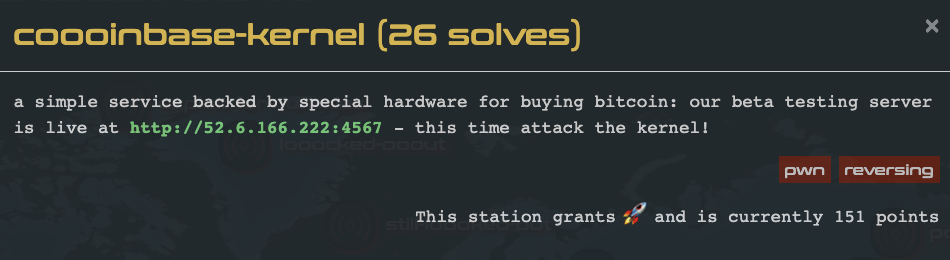 coooinbase-kernel (26 solves)
×
a simple service backed by special hardware for buying bitcoin: our beta testing server
is live at http://52.6.166.222:4567 - this time attack the kernel!
pwn reversing
This station grants 🚀 and is currently 151 points